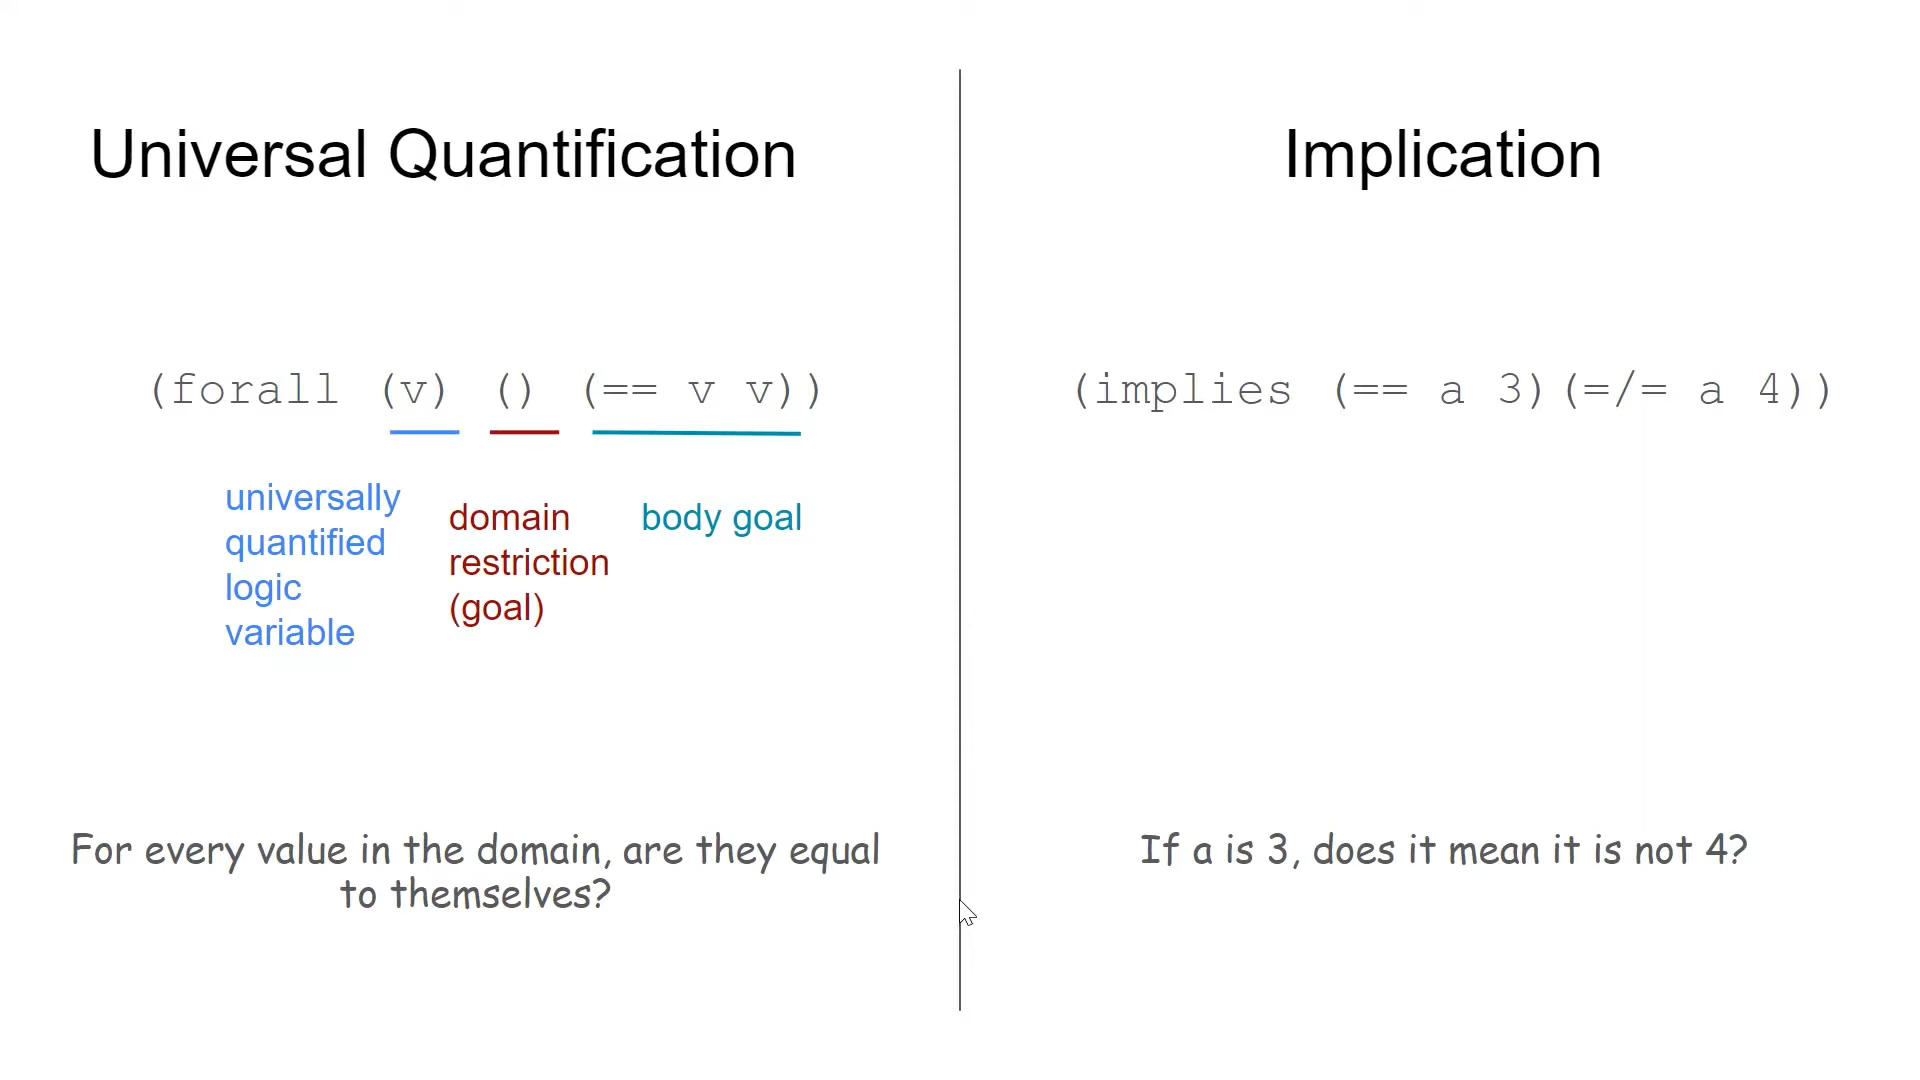 Universal Quantification
(forall (v) () (== v v))
universally
quantified
logic
variable
domain
restriction
(goal)
body goal
For every value in the domain, are they equal
to themselves?
Implication
(implies (== a 3)(=/= a 4))
If a is 3, does it mean it is not 4?